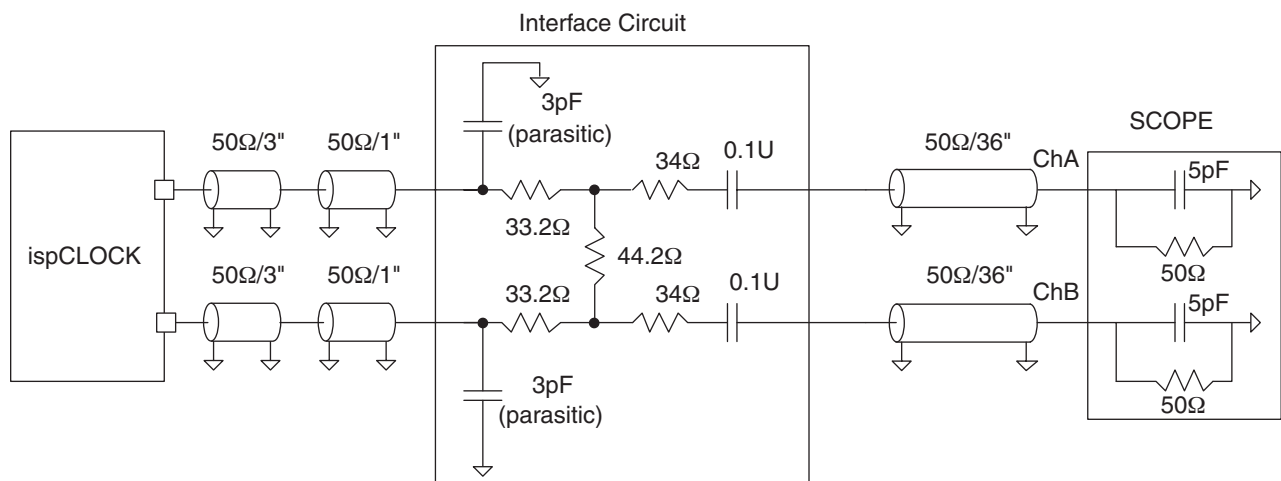 Interface Circuit
3pF
(parasitic)
50Ω/3"
50Ω/1"
34Ω
0.1U
50Ω/36"
ChA
SCOPE
5pF
33.2Ω
50Ω
ispCLOCK
44.2Ω
50Ω/3"
50Ω/1"
33.2Ω
34Ω
0.1U
50Ω/36"
ChB
5pF
3pF
(parasitic)
50Ω